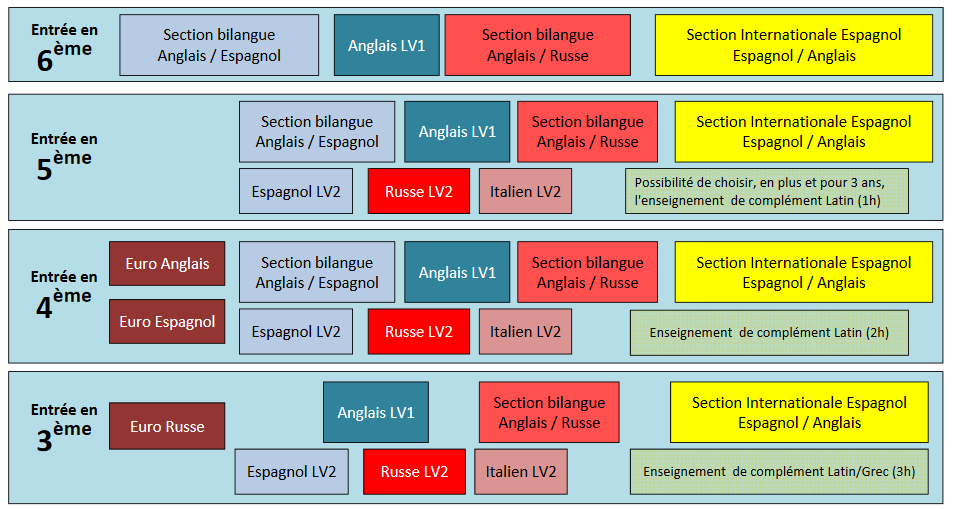 Entrée en
6ème
Section bilangue
Anglais / Espagnol
Anglais LV1
Section bilangue
Anglais / Russe
Section Internationale Espagnol
Espagnol / Anglais
Entrée en
5ème
Section bilangue
Anglais / Espagnol
Anglais LV1
Section bilangue
Anglais / Russe
Section Internationale Espagnol
Espagnol / Anglais
Espagnol LV2
Russe LV2
Italien LV2
Possibilité de choisir, en plus et pour 3 ans,
l'enseignement de complément Latin (1h)
Entrée en
4ème
Euro Anglais
Euro Espagnol
Section bilangue
Anglais / Espagnol
Anglais LV1
Section bilangue
Anglais / Russe
Section Internationale Espagnol
Espagnol / Anglais
Espagnol LV2
Russe LV2
Italien LV2
Enseignement de complément Latin (2h)
Entrée en
3ème
Euro Russe
Anglais LV1
Section bilangue
Anglais / Russe
Section Internationale Espagnol
Espagnol / Anglais
Espagnol LV2
Russe LV2
Italien LV2
Enseignement de complément Latin/Grec (3h)